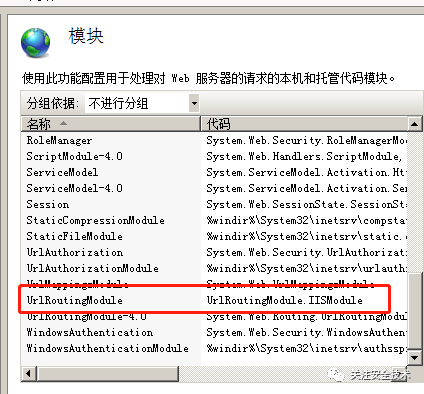 模块
使用此功能配置用于处理对 Web 服务器的请求的本机和托管代码模块。
分组依据: 不进行分组
名称 代码
RoleManager System.Web.Security.RoleManagerMo
ScriptModule-4.0 System.Web.Handlers.ScriptModule,
ServiceModel System.ServiceModel.Activation.Ht
ServiceModel-4.0 System.ServiceModel.Activation.Se
Session System.Web.SessionState.SessionSt
StaticCompressionModule %windir%\System32\inetsrv\compsta
StaticFileModule %windir%\System32\inetsrv\static.
UrlAuthorization System.Web.Security.UrlAuthorizat
UrlAuthorizationModule %windir%\System32\inetsrv\urlauth
UrlMappingsModule System.Web.UrlMappingsModule
UrlRoutingModule UrlRoutingModule.IISModule
UrlRoutingModule-4.0 System.Web.Routing.UrlRoutingModul
WindowsAuthentication System.Web.Security.WindowsAuthen
WindowsAuthenticationModule %windir%\System32\inetsrv\authssp
关注安全技术